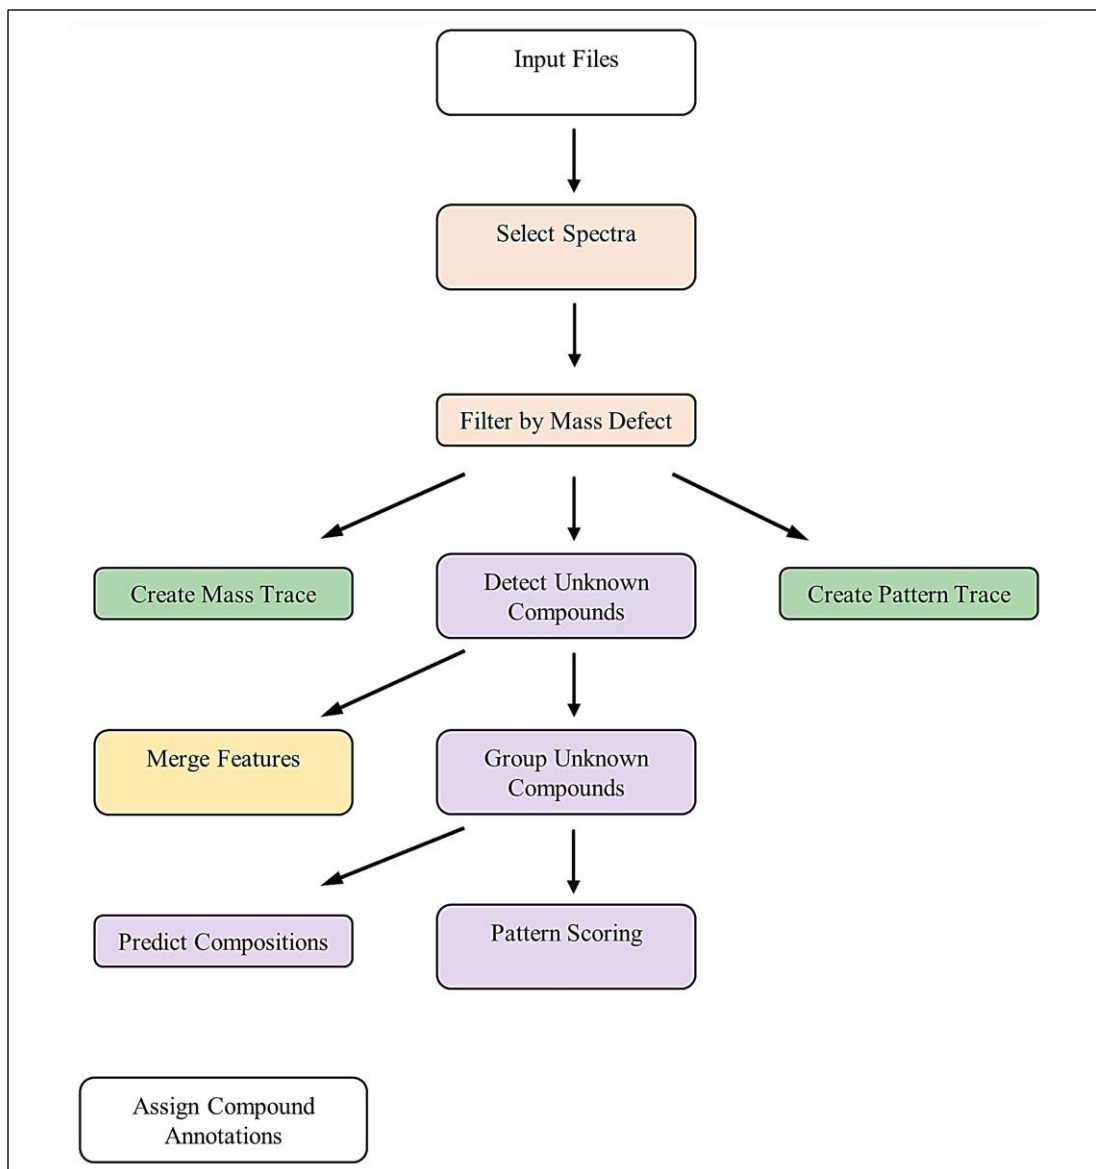 Input Files
Select Spectra
Filter by Mass Defect
Create Mass Trace
Detect Unknown
Compounds
Create Pattern Trace
Merge Features
Group Unknown
Compounds
Predict Compositions
Pattern Scoring
Assign Compound
Annotations